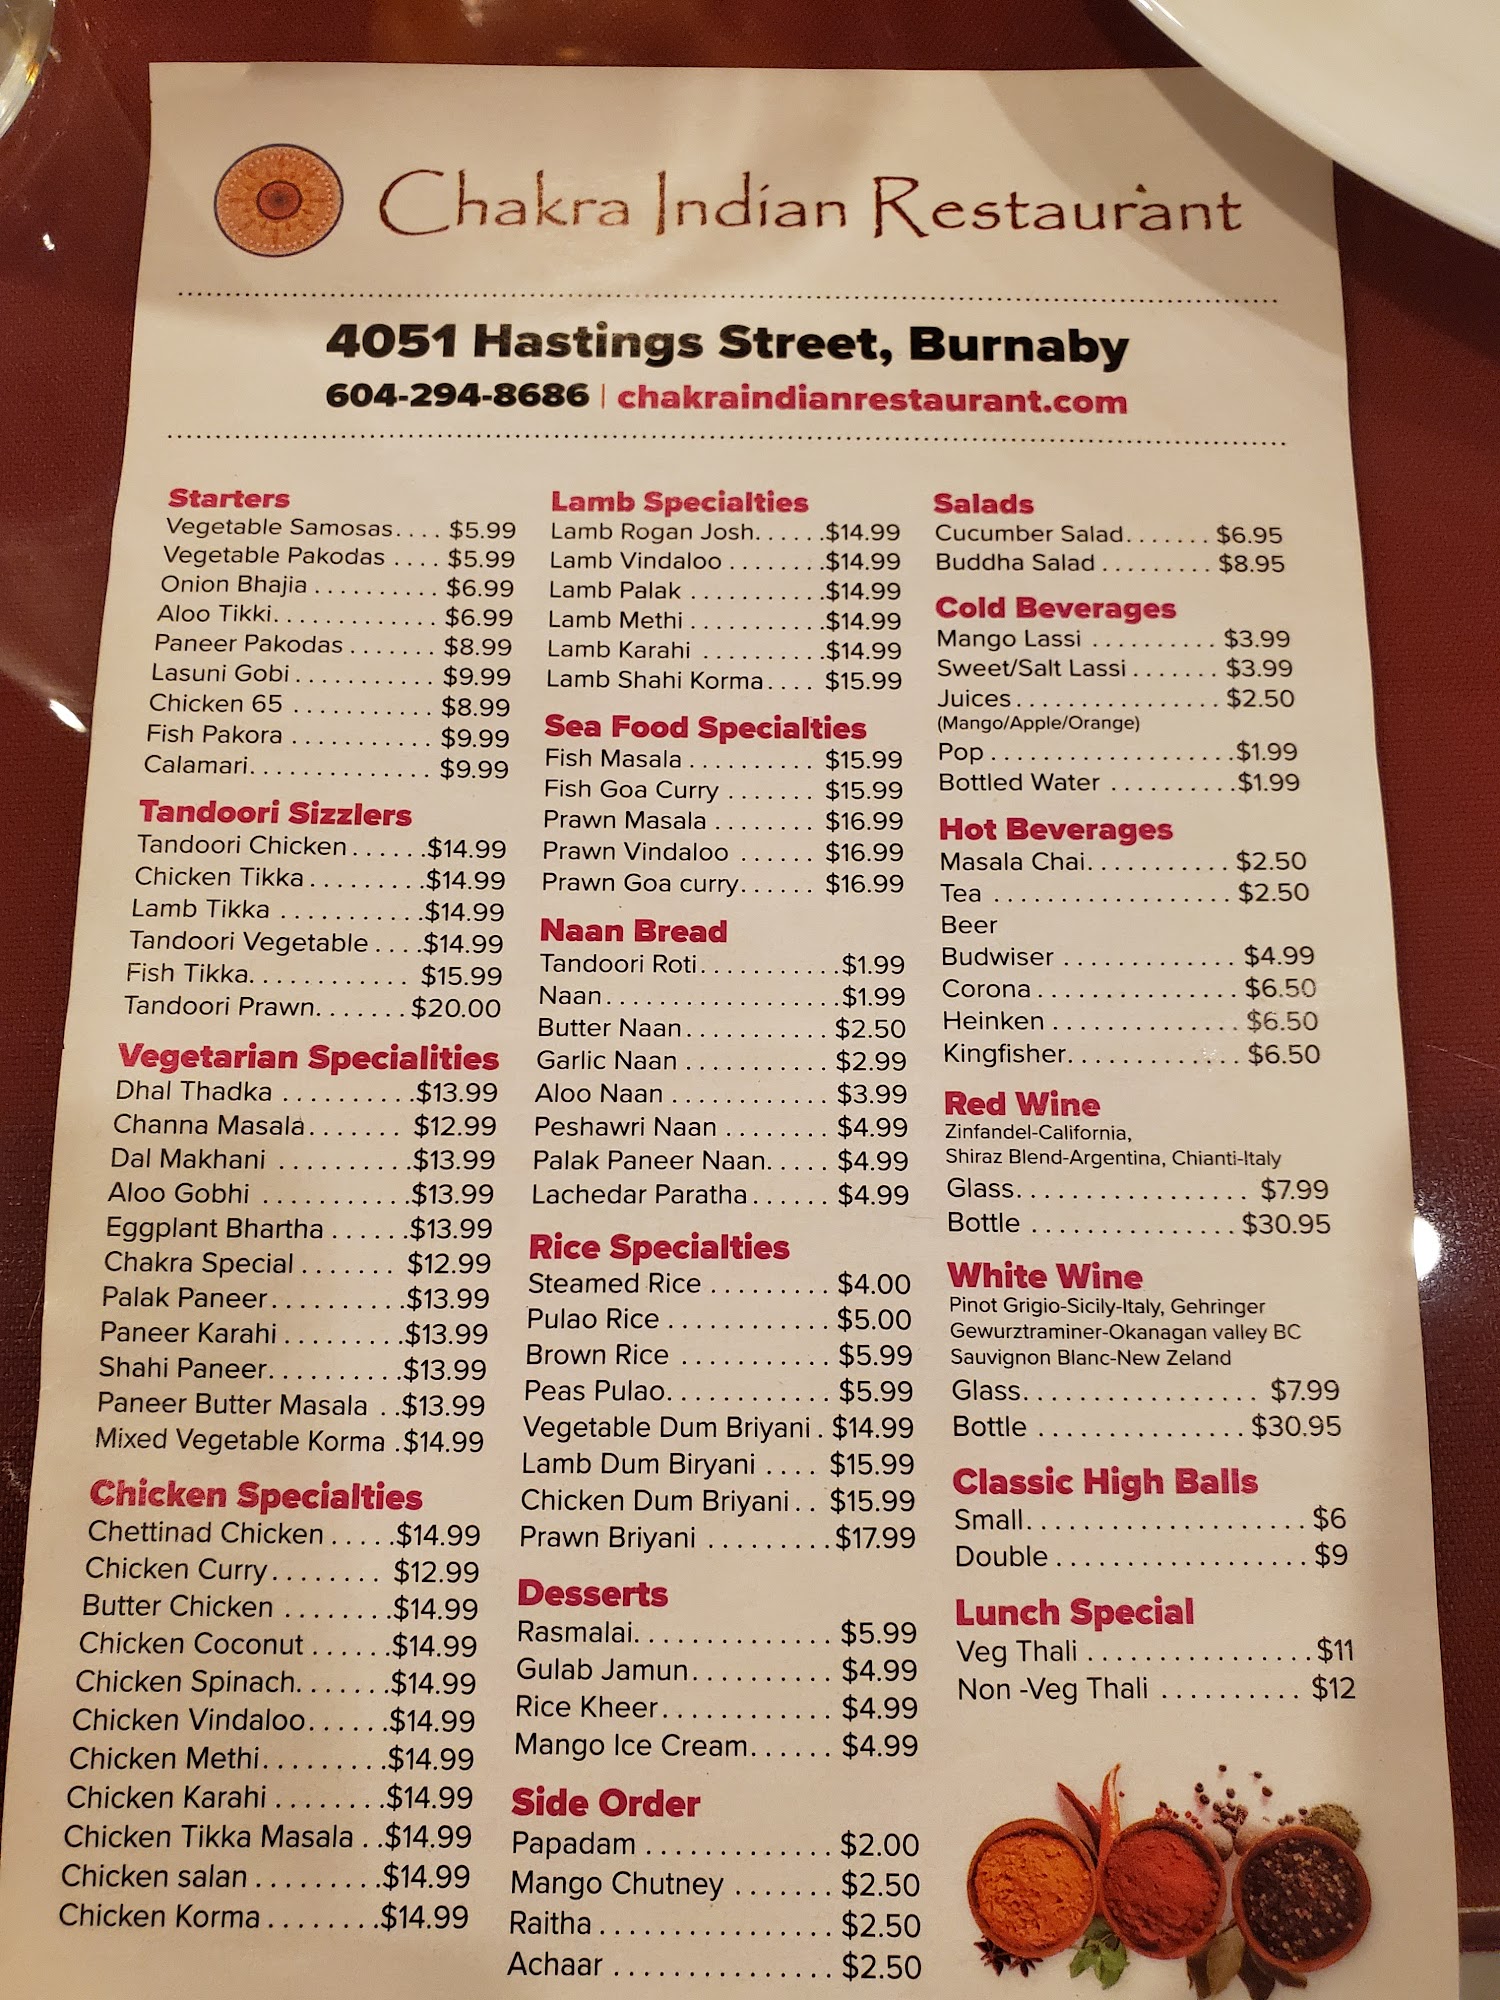 Chakra Indian Restaurant
4051 Hastings Street, Burnaby
604-294-8686 | chakraindianrestaurant.com
Starters
Vegetable Samosas.... $5.99
Vegetable Pakodas .... $5.99
Onion Bhajia .......... $6.99
Aloo Tikki............. $6.99
Paneer Pakodas ....... $8.99
Lasuni Gobi ........... $9.99
Chicken 65 ........... $8.99
Fish Pakora ........... $9.99
Calamari.............. $9.99
Tandoori Sizzlers
Tandoori Chicken......$14.99
Chicken Tikka.........$14.99
Lamb Tikka ...........$14.99
Tandoori Vegetable ....$14.99
Fish Tikka............ $15.99
Tandoori Prawn....... $20.00
Vegetarian Specialities
Dhal Thadka ..........$13.99
Channa Masala....... $12.99
Dal Makhani ..........$13.99
Aloo Gobhi ...........$13.99
Eggplant Bhartha ......$13.99
Chakra Special ....... $12.99
Palak Paneer..........$13.99
Paneer Karahi .........$13.99
Shahi Paneer..........$13.99
Paneer Butter Masala ..$13.99
Mixed Vegetable Korma .$14.99
Chicken Specialties
Chettinad Chicken .....$14.99
Chicken Curry........ $12.99
Butter Chicken ........$14.99
Chicken Coconut ......$14.99
Chicken Spinach.......$14.99
Chicken Vindaloo......$14.99
Chicken Methi.........$14.99
Chicken Karahi ........$14.99
Chicken Tikka Masala ..$14.99
Chicken salan .........$14.99
Chicken Korma ........$14.99
Lamb Specialties
Lamb Rogan Josh......$14.99
Lamb Vindaloo ........$14.99
Lamb Palak ...........$14.99
Lamb Methi ...........$14.99
Lamb Karahi ..........$14.99
Lamb Shahi Korma.... $15.99
Sea Food Specialties
Fish Masala .......... $15.99
Fish Goa Curry ....... $15.99
Prawn Masala ........ $16.99
Prawn Vindaloo ...... $16.99
Prawn Goa curry...... $16.99
Naan Bread
Tandoori Roti...........$1.99
Naan..................$1.99
Butter Naan........... $2.50
Garlic Naan ........... $2.99
Aloo Naan ............ $3.99
Peshawri Naan ........ $4.99
Palak Paneer Naan..... $4.99
Lachedar Paratha...... $4.99
Rice Specialties
Steamed Rice ......... $4.00
Pulao Rice ............ $5.00
Brown Rice ........... $5.99
Peas Pulao............ $5.99
Vegetable Dum Briyani . $14.99
Lamb Dum Biryani .... $15.99
Chicken Dum Briyani.. $15.99
Prawn Briyani .........$17.99
Desserts
Rasmalai.............. $5.99
Gulab Jamun.......... $4.99
Rice Kheer............ $4.99
Mango Ice Cream...... $4.99
Side Order
Papadam ............. $2.00
Mango Chutney ....... $2.50
Raitha ................ $2.50
Achaar ............... $2.50
Salads
Cucumber Salad....... $6.95
Buddha Salad ......... $8.95
Cold Beverages
Mango Lassi .......... $3.99
Sweet/Salt Lassi ....... $3.99
Juices................ $2.50
(Mango/Apple/Orange)
Pop ...................$1.99
Bottled Water ..........$1.99
Hot Beverages
Masala Chai........... $2.50
Tea .................. $2.50
Beer
Budwiser ............. $4.99
Corona ............... $6.50
Heinken .............. $6.50
Kingfisher............. $6.50
Red Wine
Zinfandel-California,
Shiraz Blend-Argentina, Chianti-Italy
Glass................. $7.99
Bottle ............... $30.95
White Wine
Pinot Grigio-Sicily-Italy, Gehringer
Gewurztraminer-Okanagan valley BC
Sauvignon Blanc-New Zeland
Glass................. $7.99
Bottle ............... $30.95
Classic High Balls
Small.................... $6
Double .................. $9
Lunch Special
Veg Thali ................ $11
Non -Veg Thali .......... $12